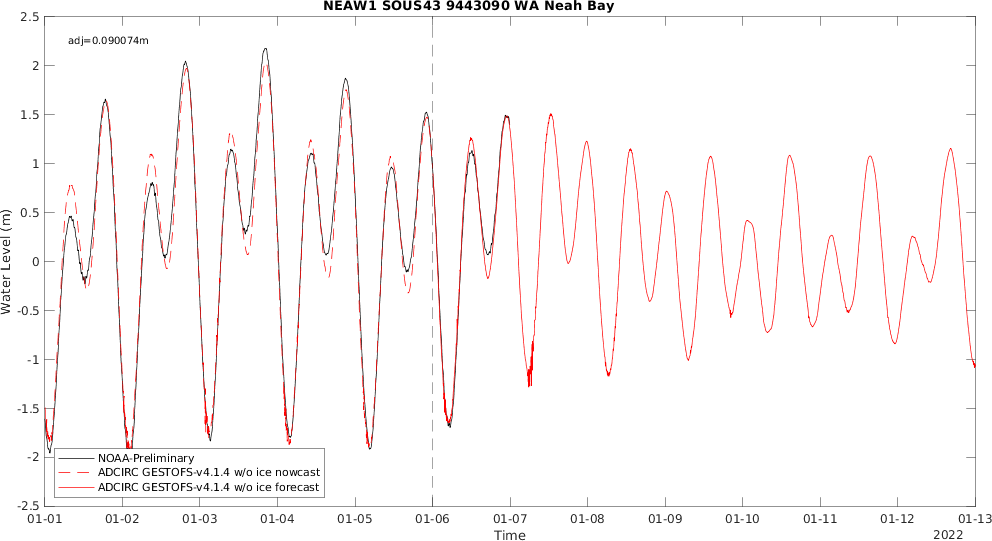 NEAW1 SOUS43 9443090 WA Neah Bay
adj=0.090074m
2.5
2
1.5
1
0.5
0
-0.5
-1
-1.5
-2
-2.5
Water Level (m)
NOAA-Preliminary
ADCIRC GESTOFS-v4.1.4 w/o ice nowcast
ADCIRC GESTOFS-v4.1.4 w/o ice forecast
01-01 01-02 01-03 01-04 01-05 01-06 01-07 01-08 01-09 01-10 01-11 01-12 01-13
Time
2022